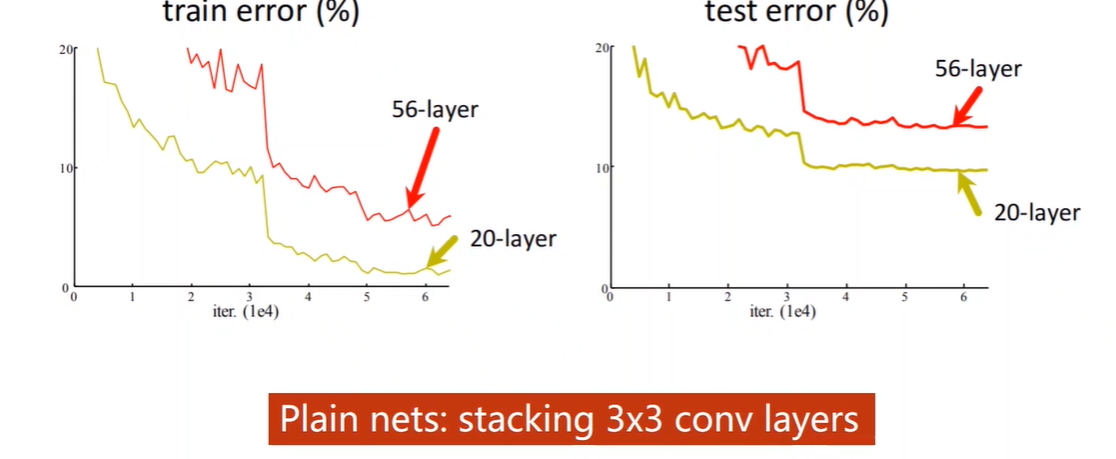 train error (%)
test error (%)
20
10
0
0 1 2 3 4 5 6
iter. (1e4)
56-layer
20-layer
20
10
0
0 1 2 3 4 5 6
iter. (1e4)
56-layer
20-layer
Plain nets: stacking 3x3 conv layers